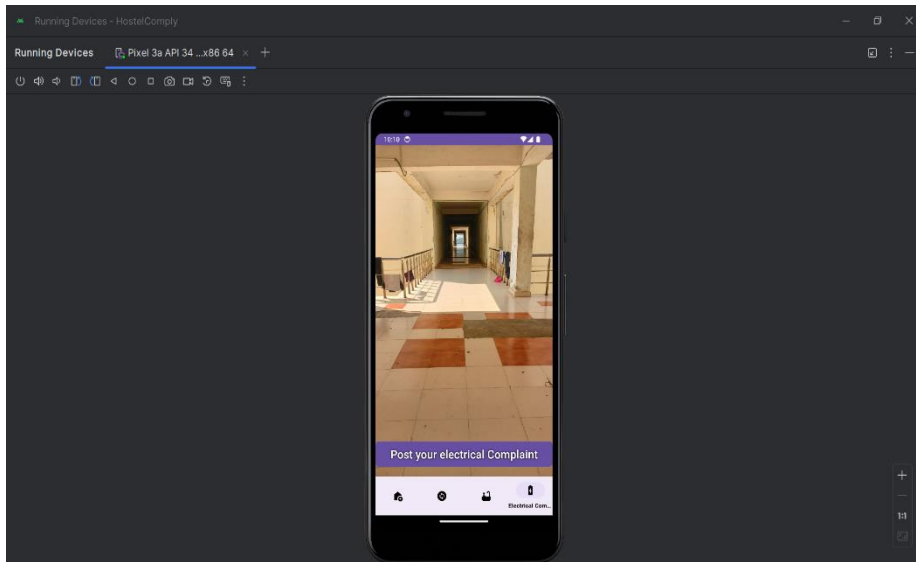 Running Devices - HostelComply
Running Devices
Pixel 3a API 34 ...x86 64
10:10
Post your electrical Complaint
Electrical Com...
1:1